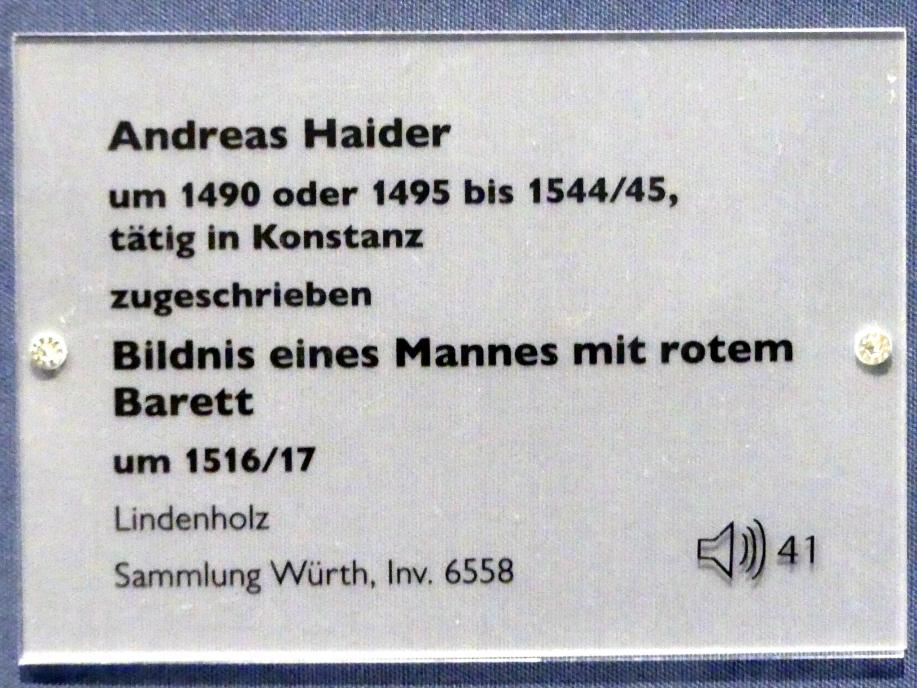 Andreas Haider
um 1490 oder 1495 bis 1544/45,
tätig in Konstanz
zugeschrieben
Bildnis eines Mannes mit rotem
Barett
um 1516/17
Lindenholz
Sammlung Würth, Inv. 6558
41